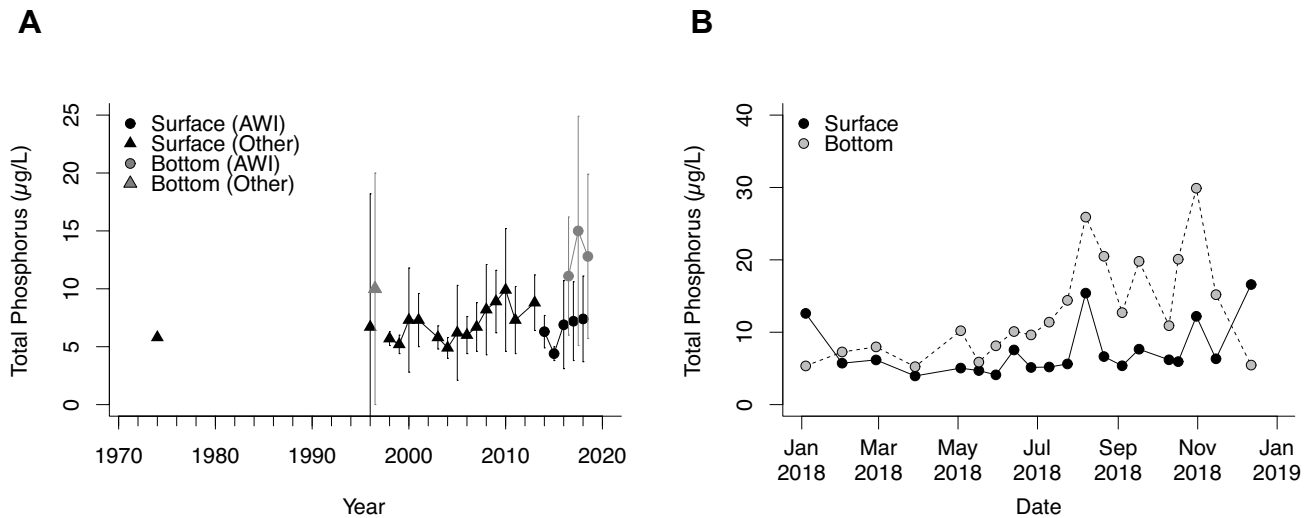 A
Total Phosphorus (µg/L)
25
20
15
10
5
0
Surface (AWI)
Surface (Other)
Bottom (AWI)
Bottom (Other)
1970 1980 1990 2000 2010 2020
Year
B
Total Phosphorus (µg/L)
40
30
20
10
0
Surface
Bottom
Jan Mar May Jul Sep Nov Jan
2018 2018 2018 2018 2018 2018 2019
Date